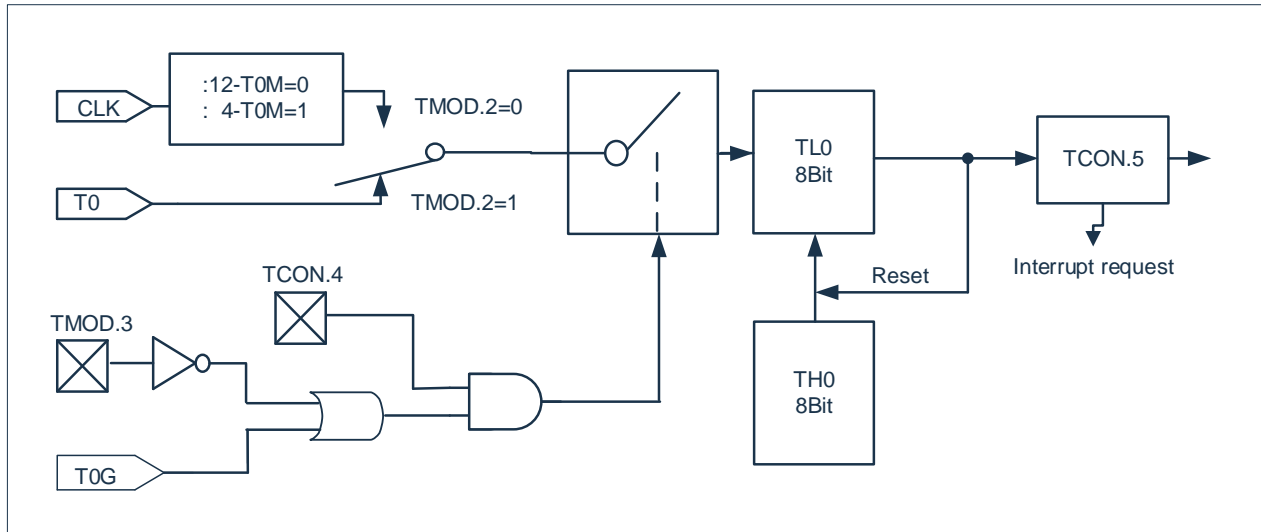 :12-T0M=0
: 4-T0M=1
CLK
TMOD.2=0
T0
TMOD.2=1
TL0
8Bit
TCON.5
Interrupt request
Reset
TCON.4
TMOD.3
TH0
8Bit
T0G